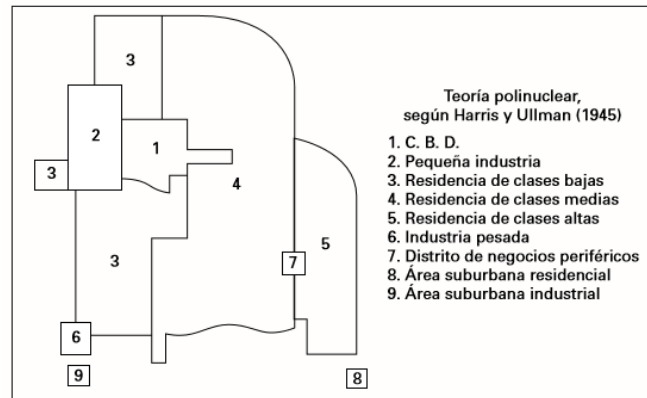 3
2
1
3
4
3
5
7
6
9
8
Teoría polinuclear,
según Harris y Ullman (1945)
1. C. B. D.
2. Pequeña industria
3. Residencia de clases bajas
4. Residencia de clases medias
5. Residencia de clases altas
6. Industria pesada
7. Distrito de negocios periféricos
8. Área suburbana residencial
9. Área suburbana industrial